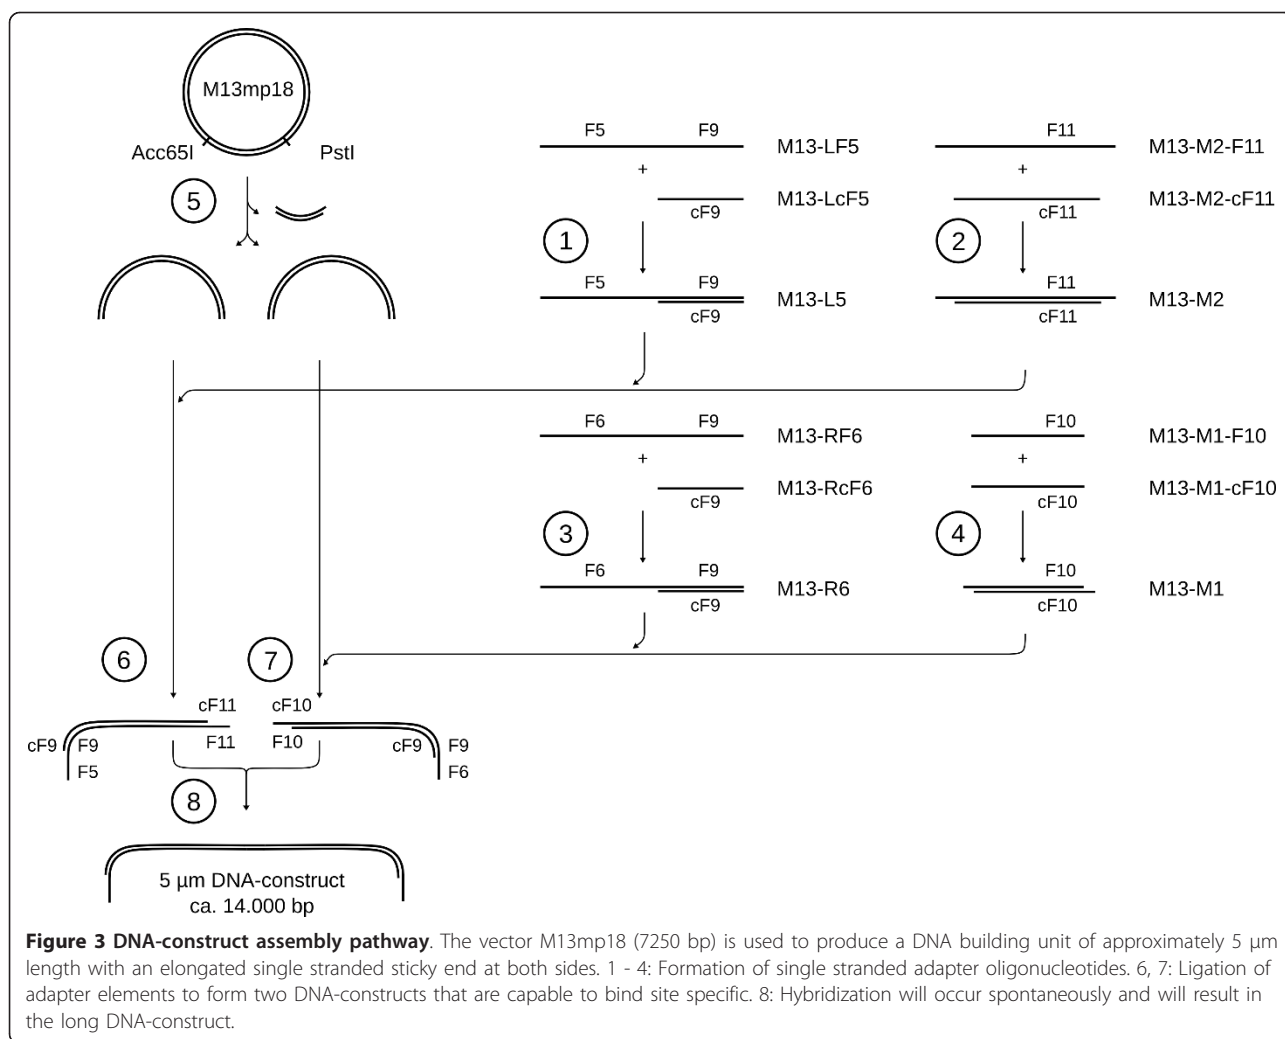 M13mp18
Acc65I
PstI
5
F5
F9
M13-LF5
+
M13-LcF5
cF9
1
F5
F9
M13-L5
cF9
F11
M13-M2-F11
+
M13-M2-cF11
cF11
2
F11
M13-M2
cF11
F6
F9
M13-RF6
+
M13-RcF6
cF9
3
F6
F9
M13-R6
cF9
F10
M13-M1-F10
+
M13-M1-cF10
cF10
4
F10
M13-M1
cF10
6
7
cF11
cF10
cF9
F9
F11
F10
cF9
F9
F5
F6
8
5 µm DNA-construct
ca. 14.000 bp
Figure 3 DNA-construct assembly pathway. The vector M13mp18 (7250 bp) is used to produce a DNA building unit of approximately 5 µm
length with an elongated single stranded sticky end at both sides. 1 - 4: Formation of single stranded adapter oligonucleotides. 6, 7: Ligation of
adapter elements to form two DNA-constructs that are capable to bind site specific. 8: Hybridization will occur spontaneously and will result in
the long DNA-construct.